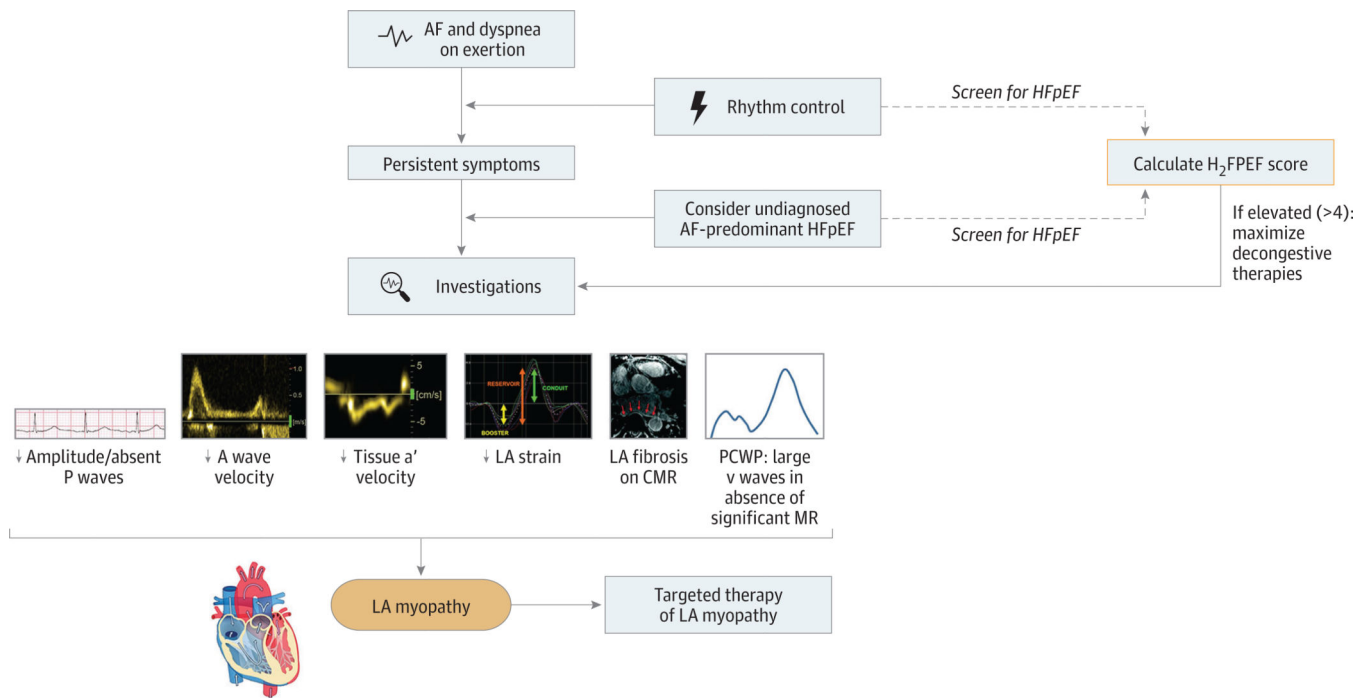 AF and dyspnea
on exertion
Rhythm control
Screen for HFpEF
Persistent symptoms
Calculate H₂FPEF score
Consider undiagnosed
AF-predominant HFpEF
Screen for HFpEF
If elevated (>4):
maximize
decongestive
therapies
Investigations
1.0
0.5
[m/s]
5
[cm/s]
-5
RESERVOIR
CONDUIT
BOOSTER
↓ Amplitude/absent
P waves
↓ A wave
velocity
↓ Tissue a′
velocity
↓ LA strain
LA fibrosis
on CMR
PCWP: large
v waves in
absence of
significant MR
LA myopathy
Targeted therapy
of LA myopathy